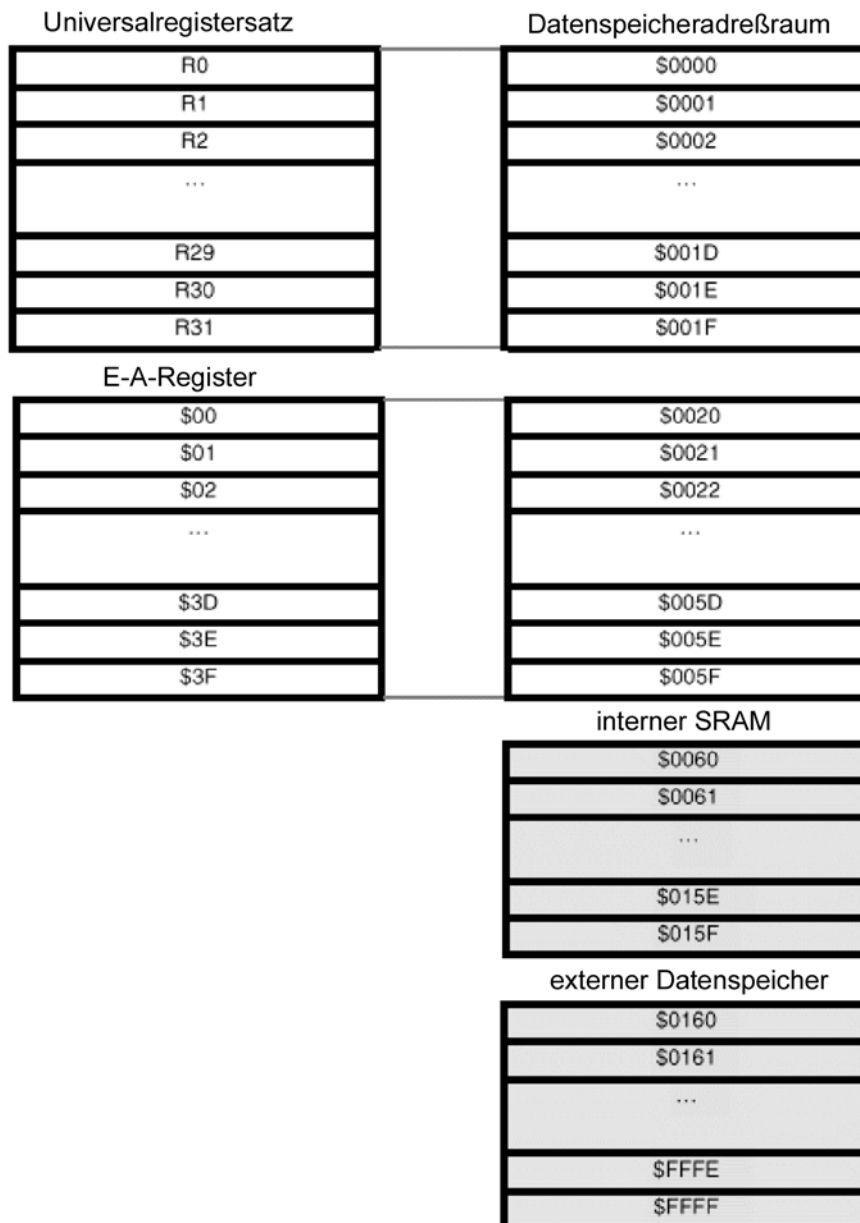 Universalregistersatz
R0
R1
R2
...
R29
R30
R31
Datenspeicheradreßraum
$0000
$0001
$0002
...
$001D
$001E
$001F
E-A-Register
$00
$01
$02
...
$3D
$3E
$3F
$0020
$0021
$0022
...
$005D
$005E
$005F
interner SRAM
$0060
$0061
...
$015E
$015F
externer Datenspeicher
$0160
$0161
...
$FFFE
$FFFF